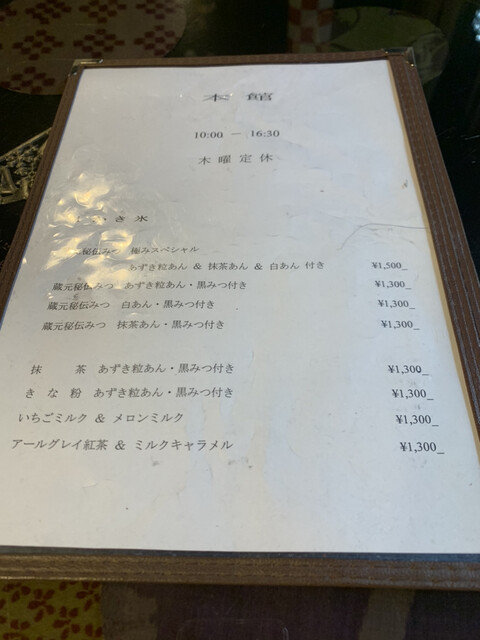 本館
10:00 － 16:30
木曜定休
き氷
秘伝みつ 極みスペシャル
あずき粒あん & 抹茶あん & 白あん 付き ¥1,500_
蔵元秘伝みつ あずき粒あん・黒みつ付き ¥1,300_
蔵元秘伝みつ 白あん・黒みつ付き ¥1,300_
蔵元秘伝みつ 抹茶あん・黒みつ付き ¥1,300_
抹 茶 あずき粒あん・黒みつ付き ¥1,300_
きな粉 あずき粒あん・黒みつ付き ¥1,300_
いちごミルク & メロンミルク ¥1,300_
アールグレイ紅茶 & ミルクキャラメル ¥1,300_